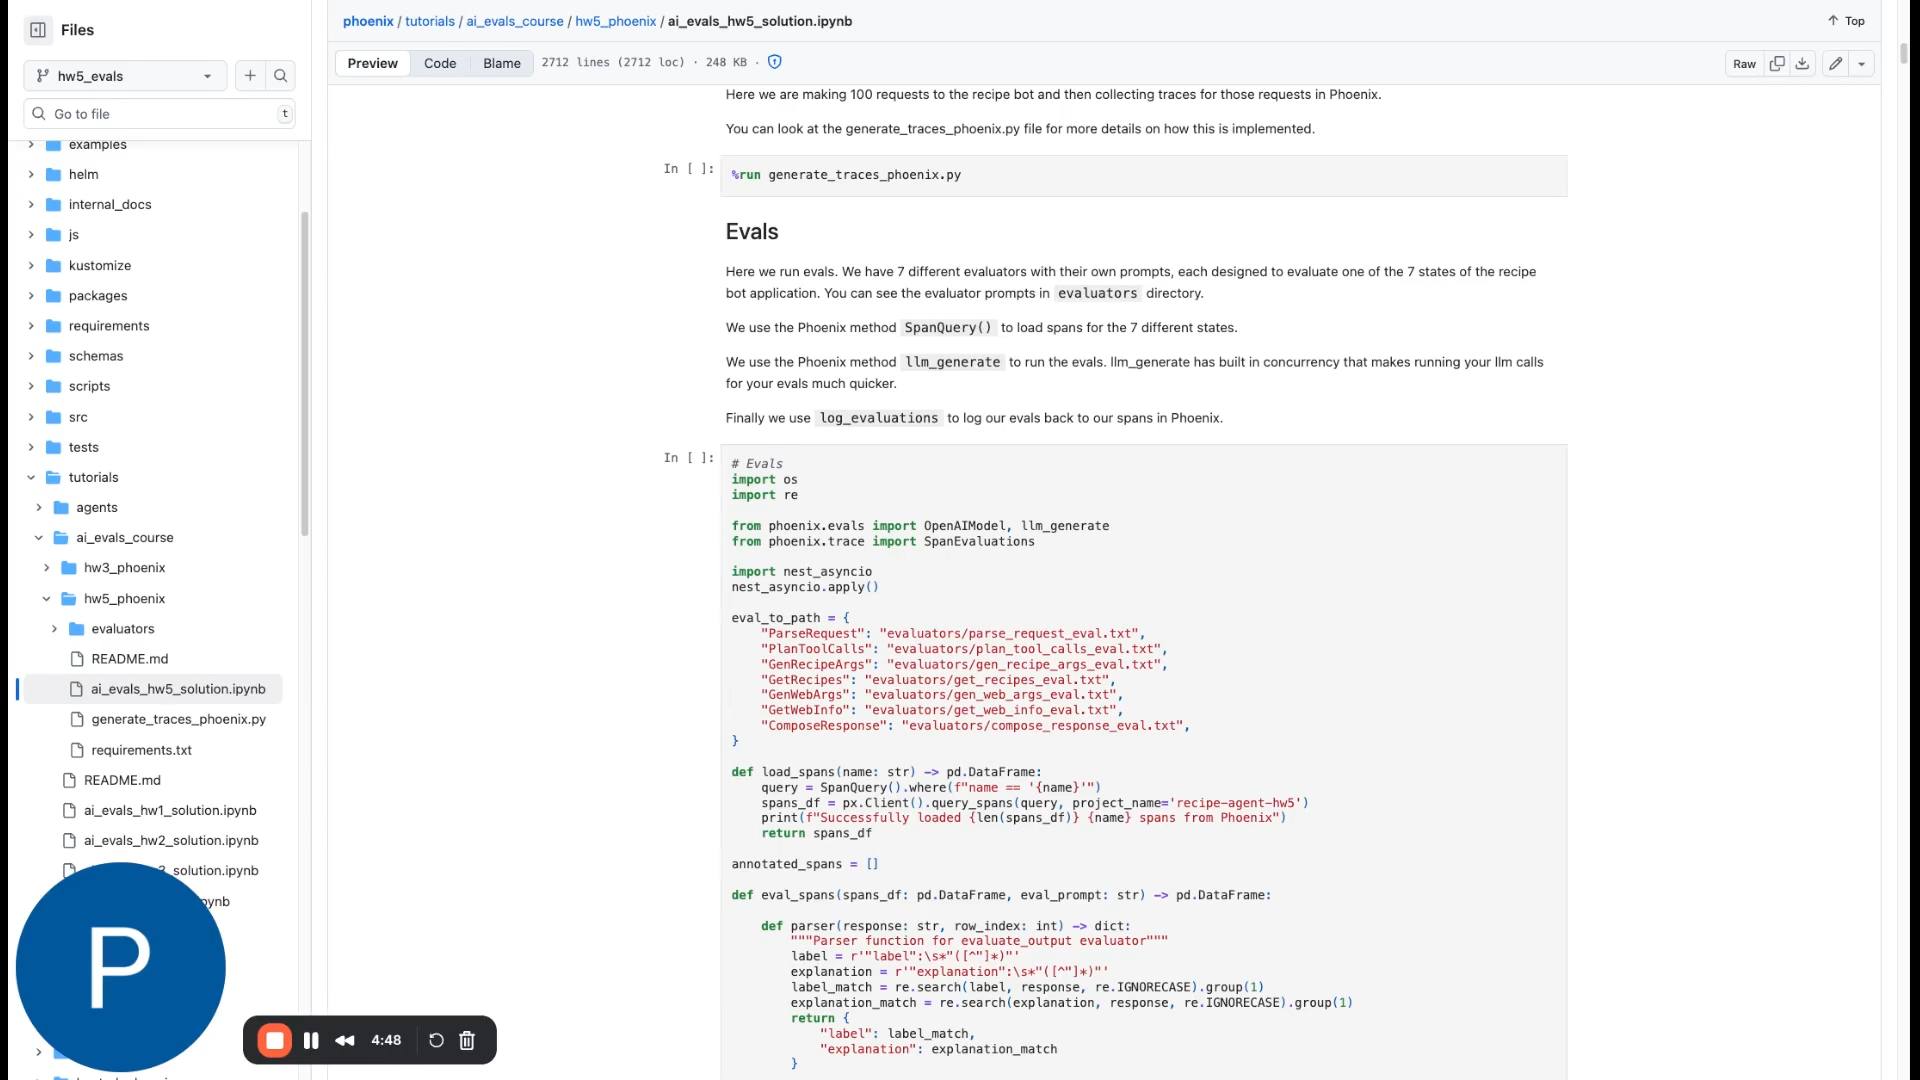 Files
hw5_evals
Go to file
t
examples
helm
internal_docs
js
kustomize
packages
requirements
schemas
scripts
src
tests
tutorials
agents
ai_evals_course
hw3_phoenix
hw5_phoenix
evaluators
README.md
ai_evals_hw5_solution.ipynb
generate_traces_phoenix.py
requirements.txt
README.md
ai_evals_hw1_solution.ipynb
ai_evals_hw2_solution.ipynb
_solution.ipynb
pynb
P
4:48
phoenix / tutorials / ai_evals_course / hw5_phoenix / ai_evals_hw5_solution.ipynb
Top
Preview Code Blame 2712 lines (2712 loc) · 248 KB ·
Raw
Here we are making 100 requests to the recipe bot and then collecting traces for those requests in Phoenix.
You can look at the generate_traces_phoenix.py file for more details on how this is implemented.
In [ ]:
%run generate_traces_phoenix.py
Evals
Here we run evals. We have 7 different evaluators with their own prompts, each designed to evaluate one of the 7 states of the recipe
bot application. You can see the evaluator prompts in evaluators directory.
We use the Phoenix method SpanQuery() to load spans for the 7 different states.
We use the Phoenix method llm_generate to run the evals. llm_generate has built in concurrency that makes running your llm calls
for your evals much quicker.
Finally we use log_evaluations to log our evals back to our spans in Phoenix.
In [ ]:
# Evals
import os
import re
from phoenix.evals import OpenAIModel, llm_generate
from phoenix.trace import SpanEvaluations
import nest_asyncio
nest_asyncio.apply()
eval_to_path = {
"ParseRequest": "evaluators/parse_request_eval.txt",
"PlanToolCalls": "evaluators/plan_tool_calls_eval.txt",
"GenRecipeArgs": "evaluators/gen_recipe_args_eval.txt",
"GetRecipes": "evaluators/get_recipes_eval.txt",
"GenWebArgs": "evaluators/gen_web_args_eval.txt",
"GetWebInfo": "evaluators/get_web_info_eval.txt",
"ComposeResponse": "evaluators/compose_response_eval.txt",
}
def load_spans(name: str) -> pd.DataFrame:
query = SpanQuery().where(f"name == '{name}'")
spans_df = px.Client().query_spans(query, project_name='recipe-agent-hw5')
print(f"Successfully loaded {len(spans_df)} {name} spans from Phoenix")
return spans_df
annotated_spans = []
def eval_spans(spans_df: pd.DataFrame, eval_prompt: str) -> pd.DataFrame:
def parser(response: str, row_index: int) -> dict:
"""Parser function for evaluate_output evaluator"""
label = r'"label":\s*"([^"]*)"'
explanation = r'"explanation":\s*"([^"]*)"'
label_match = re.search(label, response, re.IGNORECASE).group(1)
explanation_match = re.search(explanation, response, re.IGNORECASE).group(1)
return {
"label": label_match,
"explanation": explanation_match
}